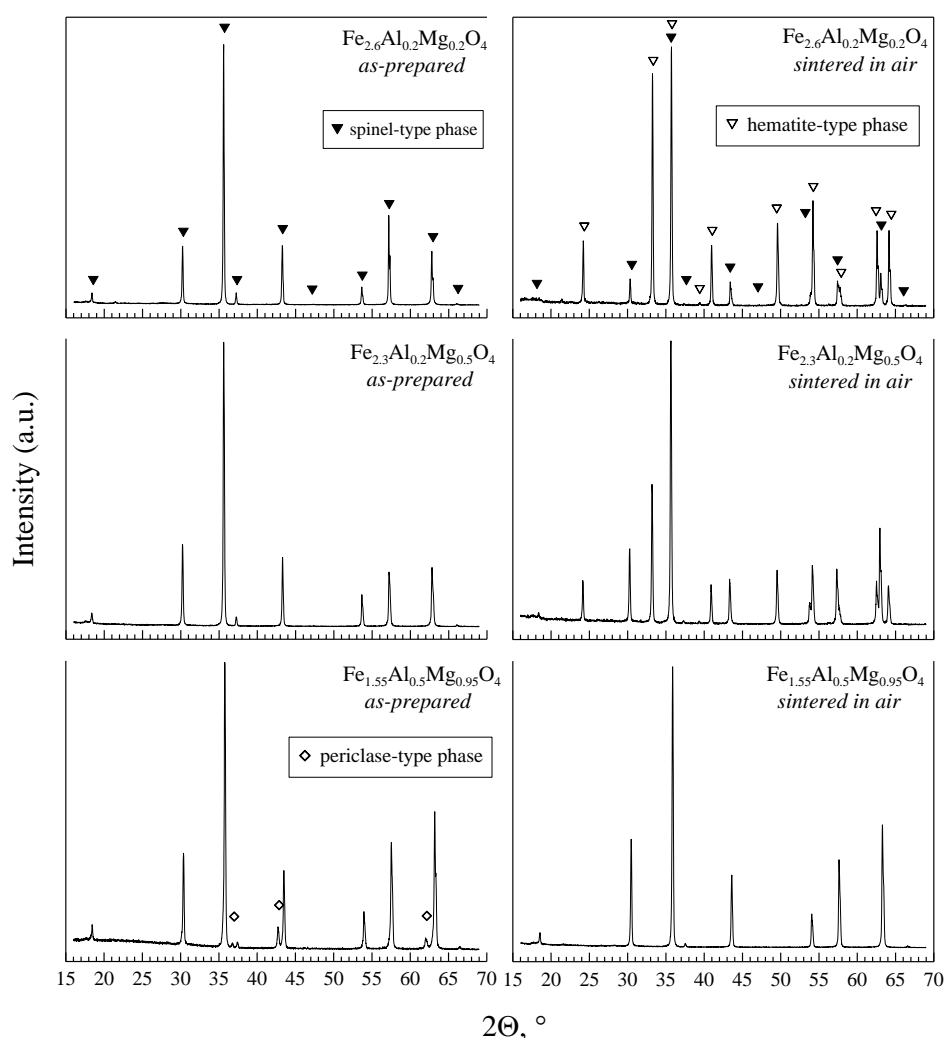 Fe2.6Al0.2Mg0.2O4
as-prepared
▼ spinel-type phase
Fe2.6Al0.2Mg0.2O4
sintered in air
▽ hematite-type phase
Fe2.3Al0.2Mg0.5O4
as-prepared
Fe2.3Al0.2Mg0.5O4
sintered in air
Intensity (a.u.)
Fe1.55Al0.5Mg0.95O4
as-prepared
◇ periclase-type phase
Fe1.55Al0.5Mg0.95O4
sintered in air
15 20 25 30 35 40 45 50 55 60 65 70
15 20 25 30 35 40 45 50 55 60 65 70
2Θ, °